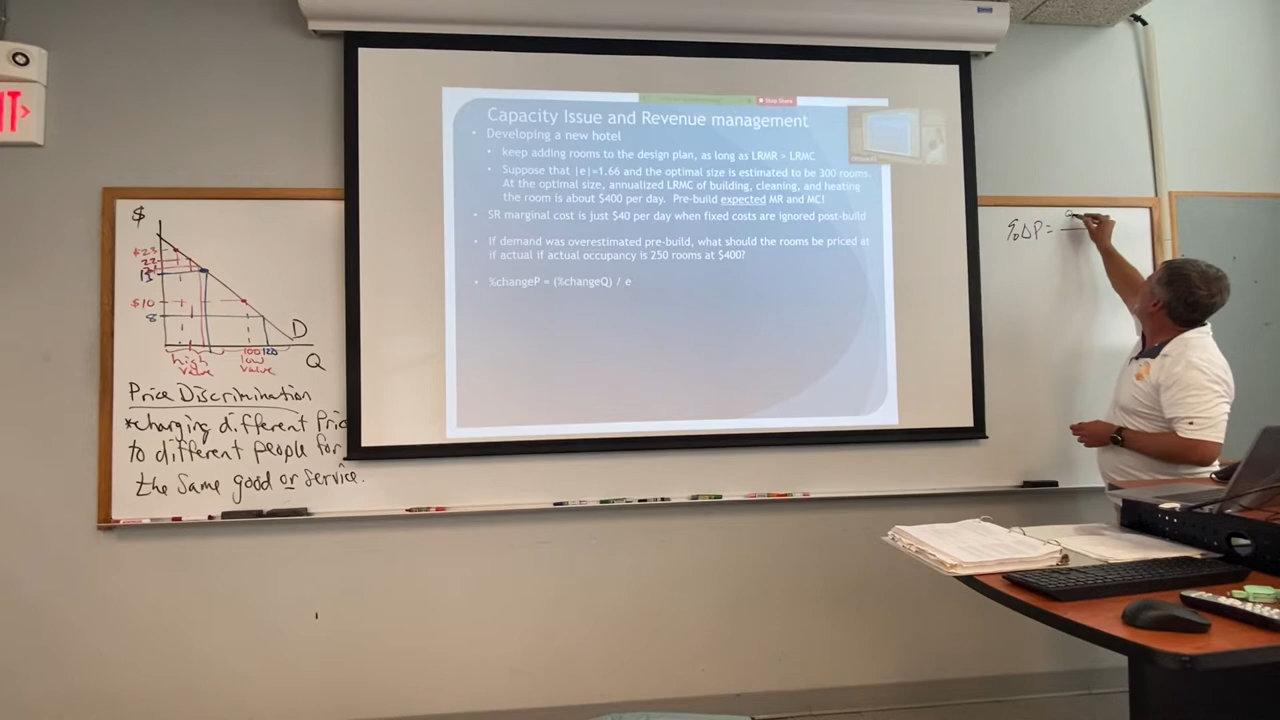 Capacity Issue and Revenue management
• Developing a new hotel
• keep adding rooms to the design plan, as long as LRMR > LRMC
• Suppose that |e|=1.66 and the optimal size is estimated to be 300 rooms.
At the optimal size, annualized LRMC of building, cleaning, and heating
the room is about $400 per day. Pre-build expected MR and MC!
• SR marginal cost is just $40 per day when fixed costs are ignored post-build
• If demand was overestimated pre-build, what should the rooms be priced at
if actual if actual occupancy is 250 rooms at $400?
• %changeP = (%changeQ) / e
Stop Share
$
$23
22
$10
8
D
100 120
high
value
low
value
Q
Price Discrimination
*charging different Pric
to different people for
the same good or service.
%ΔP =